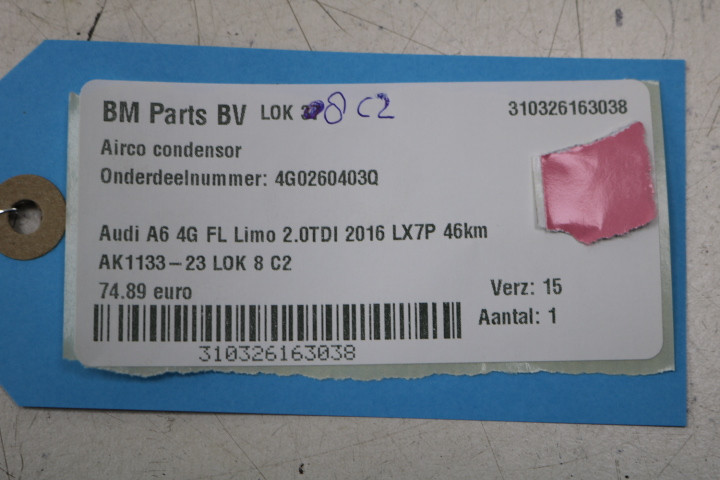 BM Parts BV LOK 8 C2 310326163038
Airco condensor
Onderdeelnummer: 4G0260403Q
Audi A6 4G FL Limo 2.0TDI 2016 LX7P 46km
AK1133-23 LOK 8 C2
74.89 euro Verz: 15
Aantal: 1
310326163038